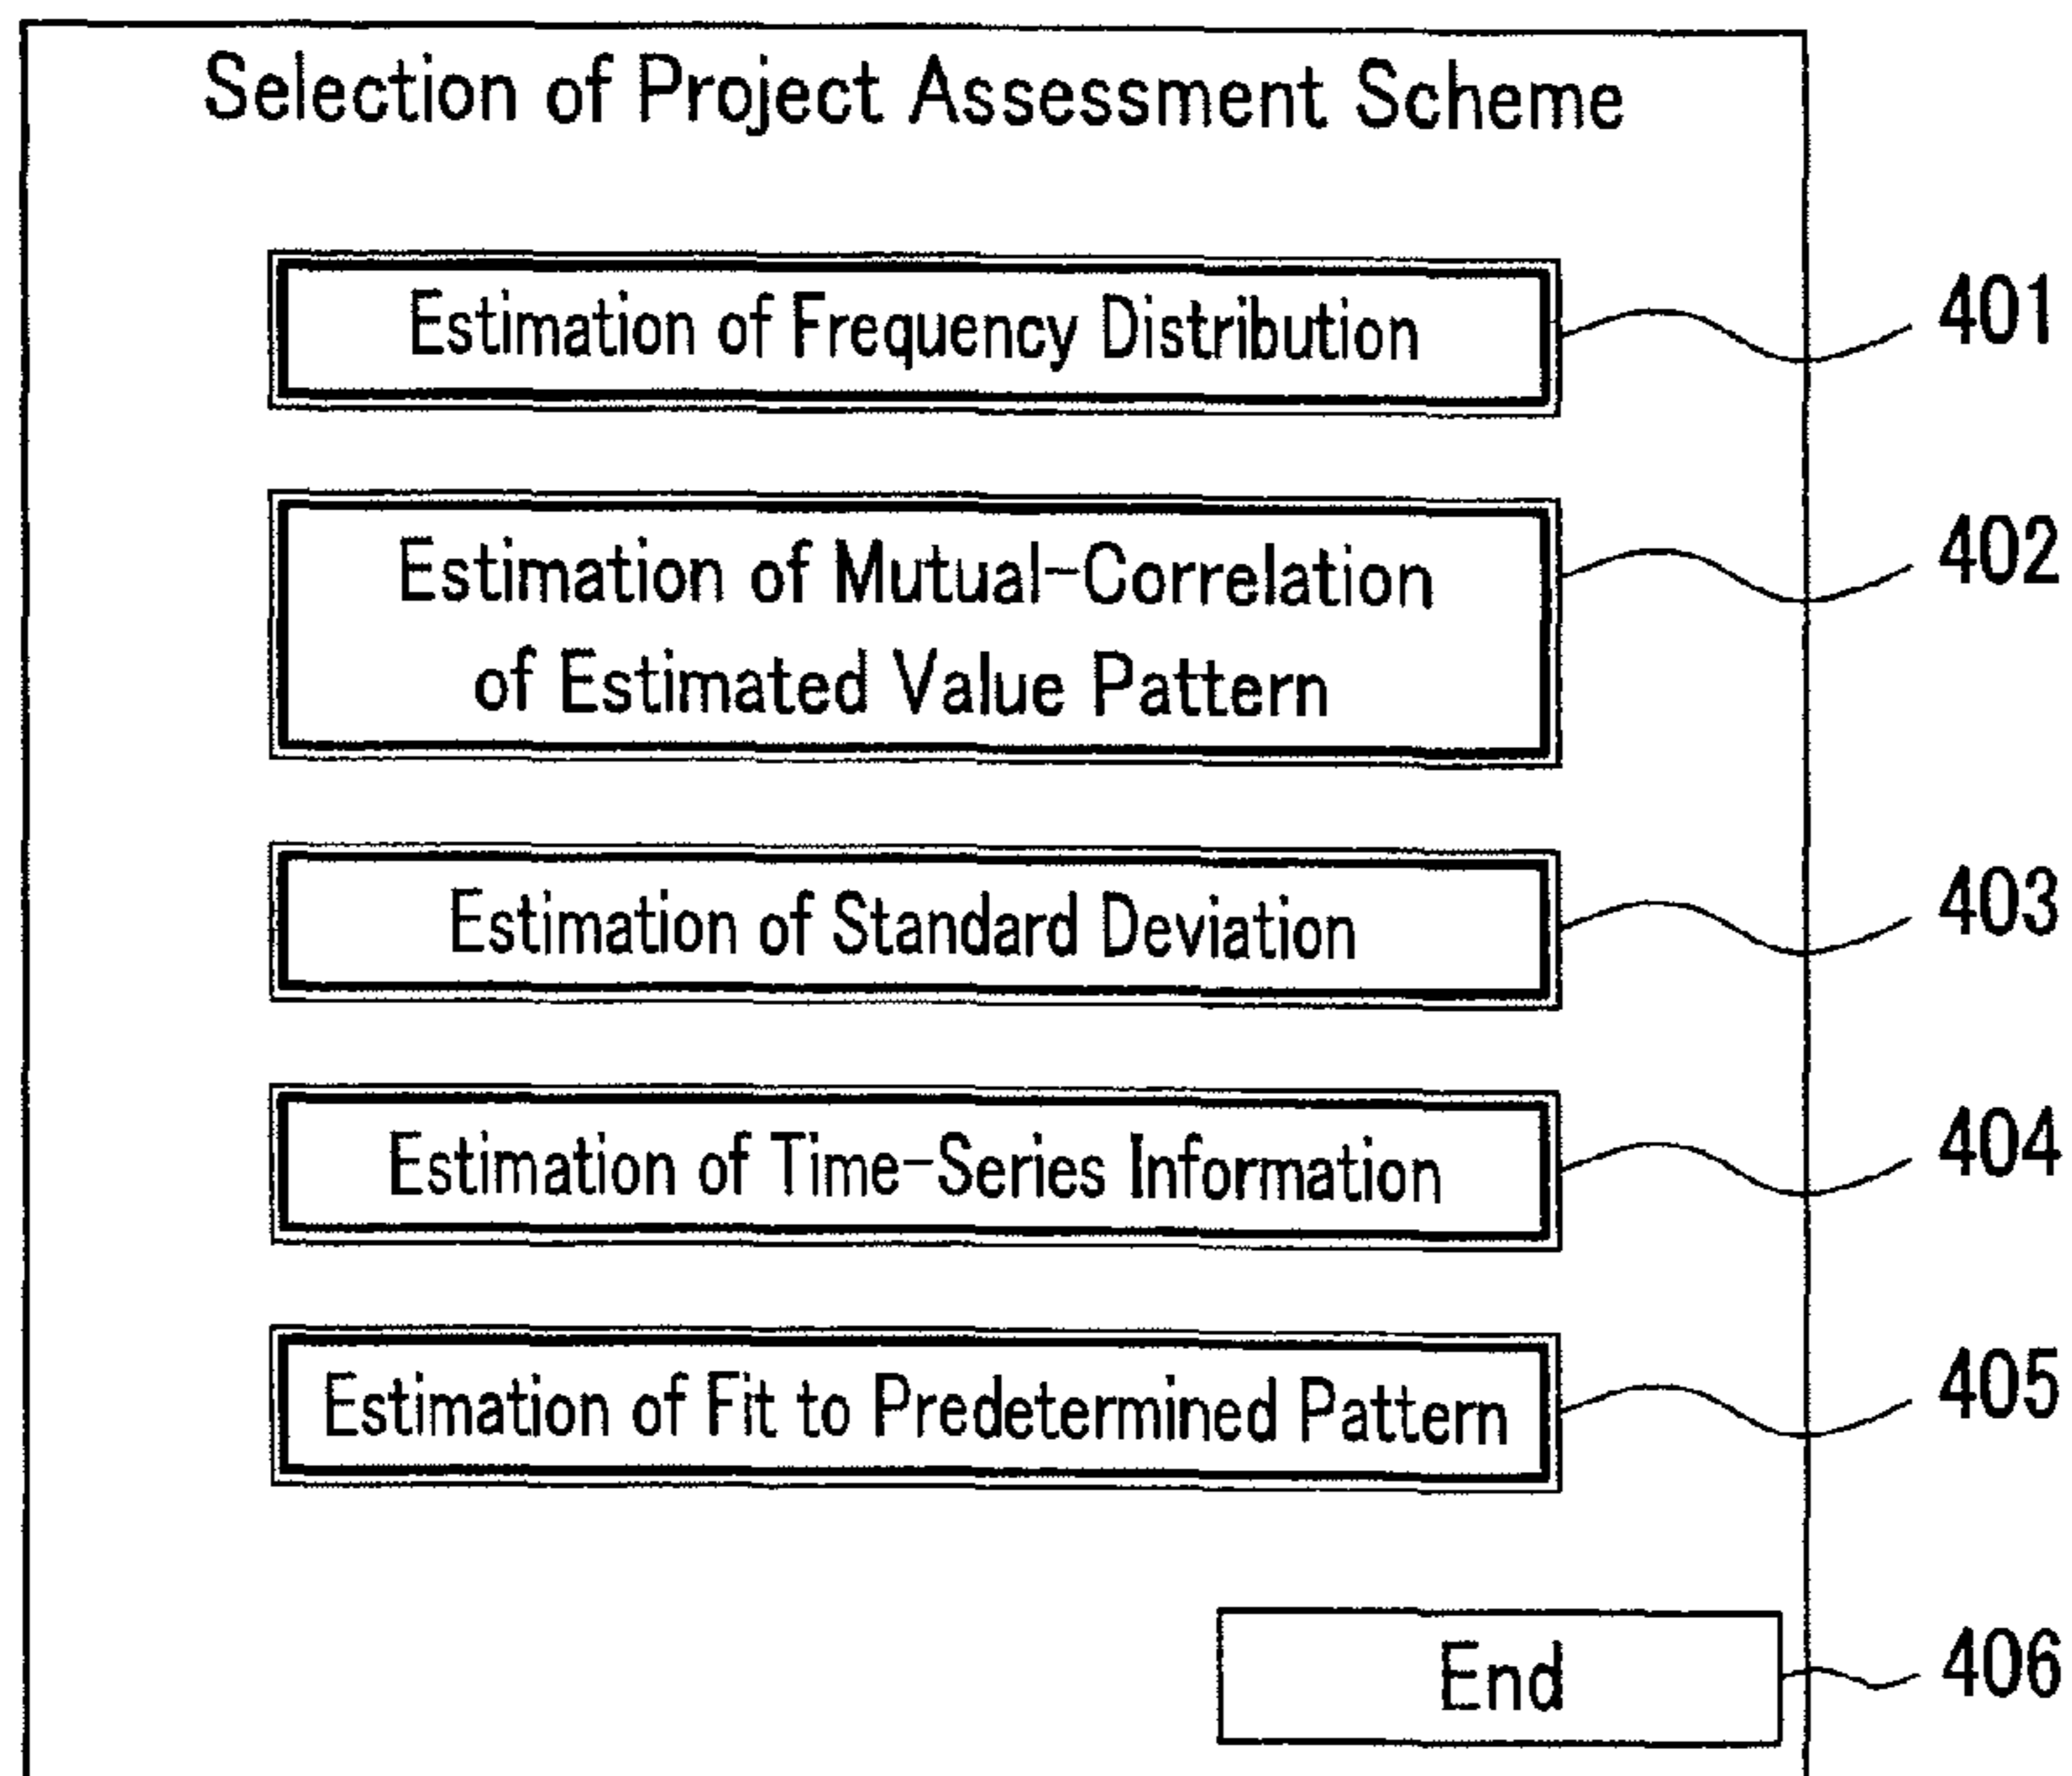 Selection of Project Assessment Scheme
Estimation of Frequency Distribution
401
Estimation of Mutual-Correlation
of Estimated Value Pattern
402
Estimation of Standard Deviation
403
Estimation of Time-Series Information
404
Estimation of Fit to Predetermined Pattern
405
End
406